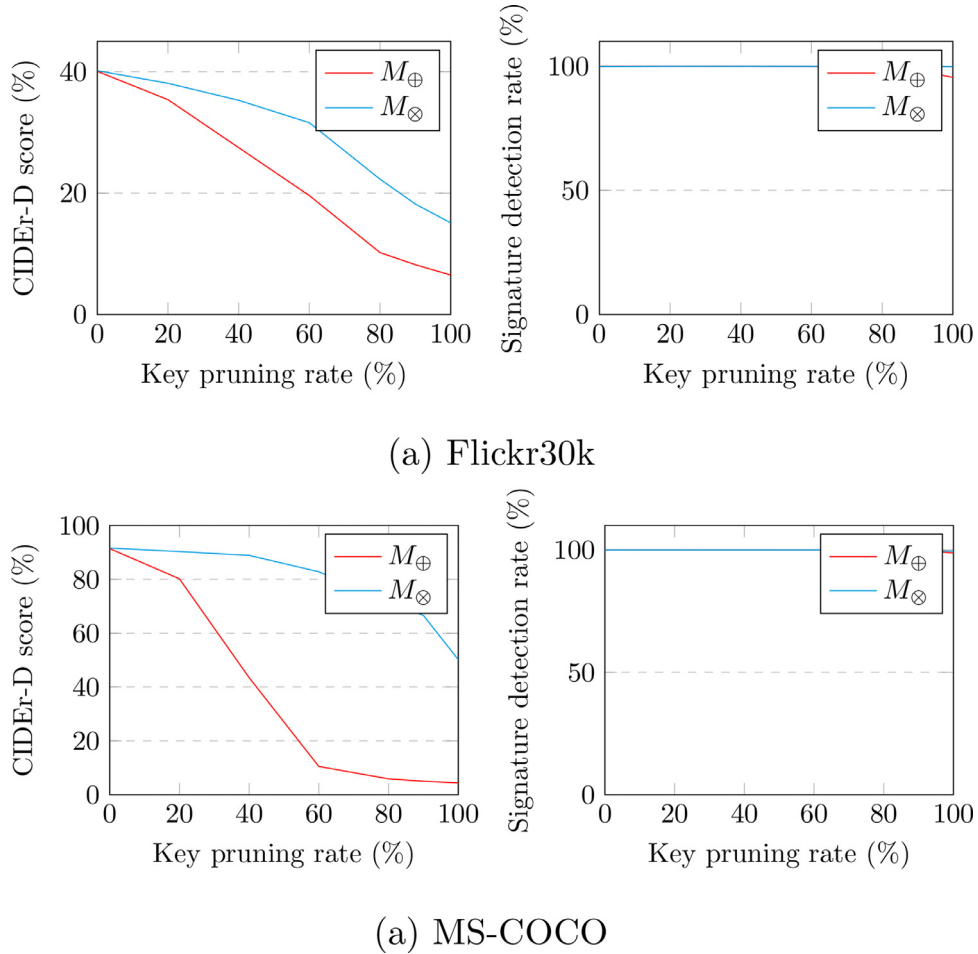 CIDEr-D score (%)
40
20
0
0 20 40 60 80 100
Key pruning rate (%)
M⊕
M⊗
Signature detection rate (%)
100
50
0
0 20 40 60 80 100
Key pruning rate (%)
M⊕
M⊗
(a) Flickr30k
CIDEr-D score (%)
100
80
60
40
20
0
0 20 40 60 80 100
Key pruning rate (%)
M⊕
M⊗
Signature detection rate (%)
100
50
0
0 20 40 60 80 100
Key pruning rate (%)
M⊕
M⊗
(a) MS-COCO